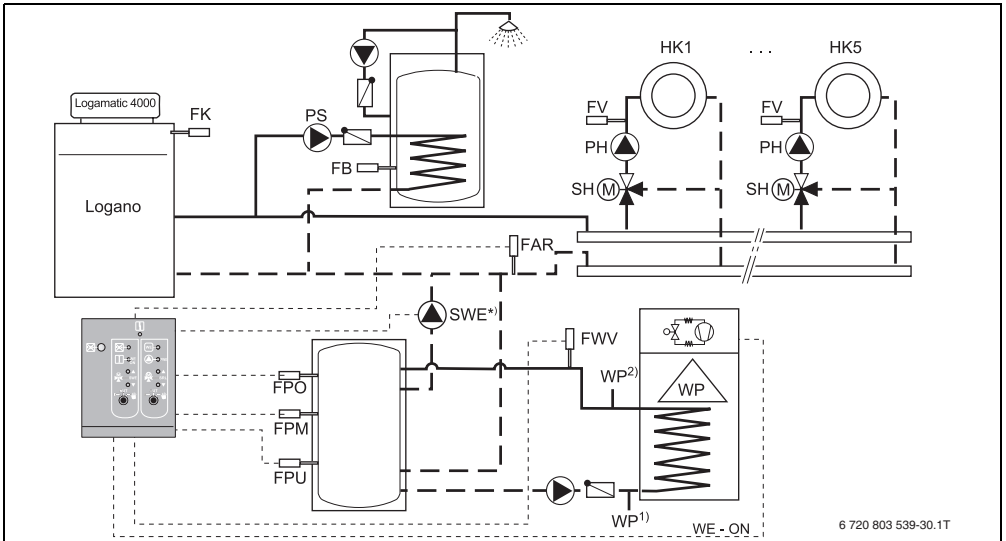 Logamatic 4000
FK
Logano
PS
FB
HK1
. . .
HK5
FV
FV
PH
PH
SH
M
SH
M
FAR
SWE*)
FWV
FPO
FPM
FPU
WP2)
WP
WP1)
WE - ON
6 720 803 539-30.1T